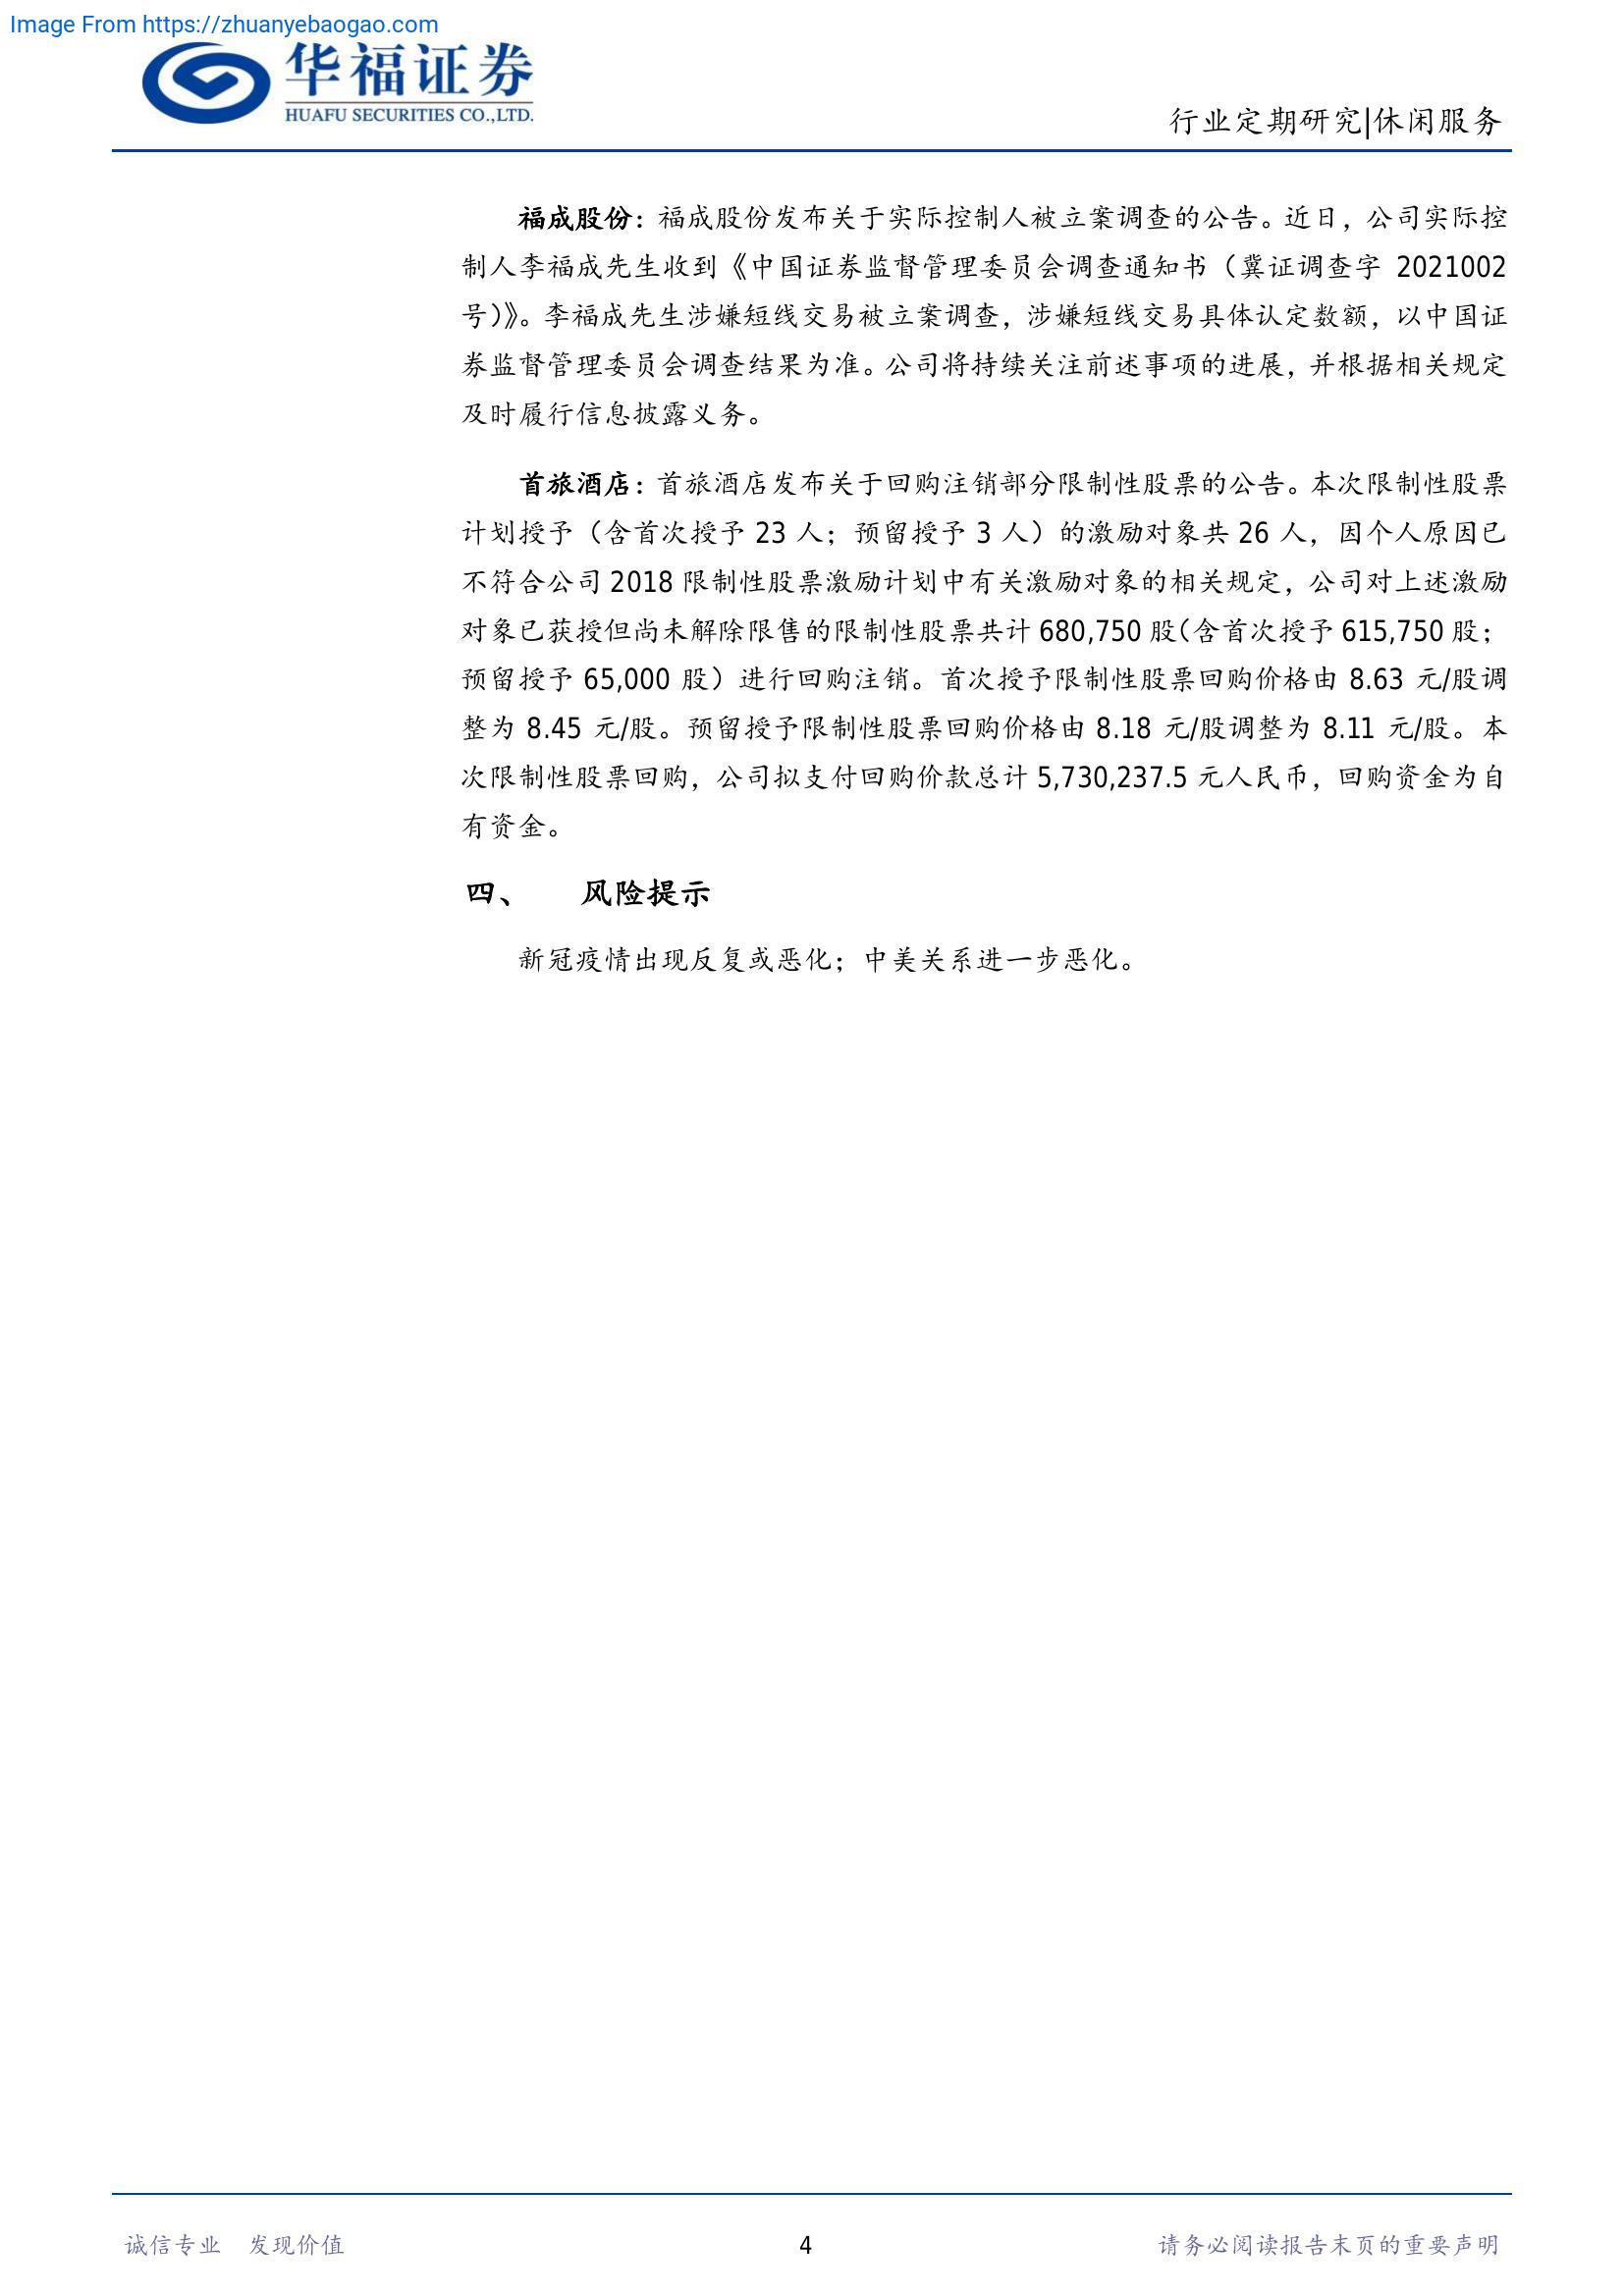 Image From https://zhuanyebaogao.com
华福证券
HUAFU SECURITIES CO.,LTD.
行业定期研究|休闲服务
福成股份：福成股份发布关于实际控制人被立案调查的公告。近日，公司实际控
制人李福成先生收到《中国证券监督管理委员会调查通知书（冀证调查字 2021002
号）》。李福成先生涉嫌短线交易被立案调查，涉嫌短线交易具体认定数额，以中国证
券监督管理委员会调查结果为准。公司将持续关注前述事项的进展，并根据相关规定
及时履行信息披露义务。
首旅酒店：首旅酒店发布关于回购注销部分限制性股票的公告。本次限制性股票
计划授予（含首次授予 23 人；预留授予 3 人）的激励对象共 26 人，因个人原因已
不符合公司 2018 限制性股票激励计划中有关激励对象的相关规定，公司对上述激励
对象已获授但尚未解除限售的限制性股票共计 680,750 股（含首次授予 615,750 股；
预留授予 65,000 股）进行回购注销。首次授予限制性股票回购价格由 8.63 元/股调
整为 8.45 元/股。预留授予限制性股票回购价格由 8.18 元/股调整为 8.11 元/股。本
次限制性股票回购，公司拟支付回购价款总计 5,730,237.5 元人民币，回购资金为自
有资金。
四、 风险提示
新冠疫情出现反复或恶化；中美关系进一步恶化。
诚信专业 发现价值
4
请务必阅读报告末页的重要声明